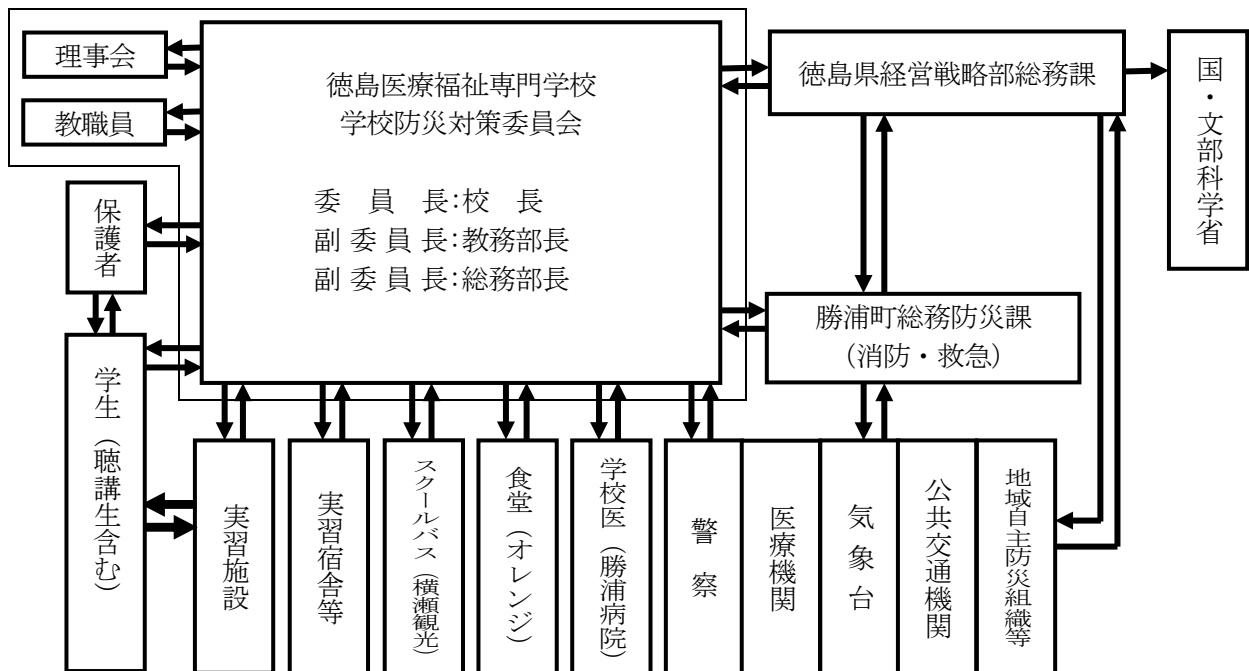 理事会
教職員
徳島医療福祉専門学校
学校防災対策委員会
委員長：校長
副委員長：教務部長
副委員長：総務部長
徳島県経営戦略部総務課
国・文部科学省
保護者
勝浦町総務防災課
（消防・救急）
学生（聴講生含む）
実習施設
実習宿舎等
スクールバス（横瀬観光）
食堂（オレンジ）
学校医（勝浦病院）
警察
医療機関
気象台
公共交通機関
地域自主防災組織等